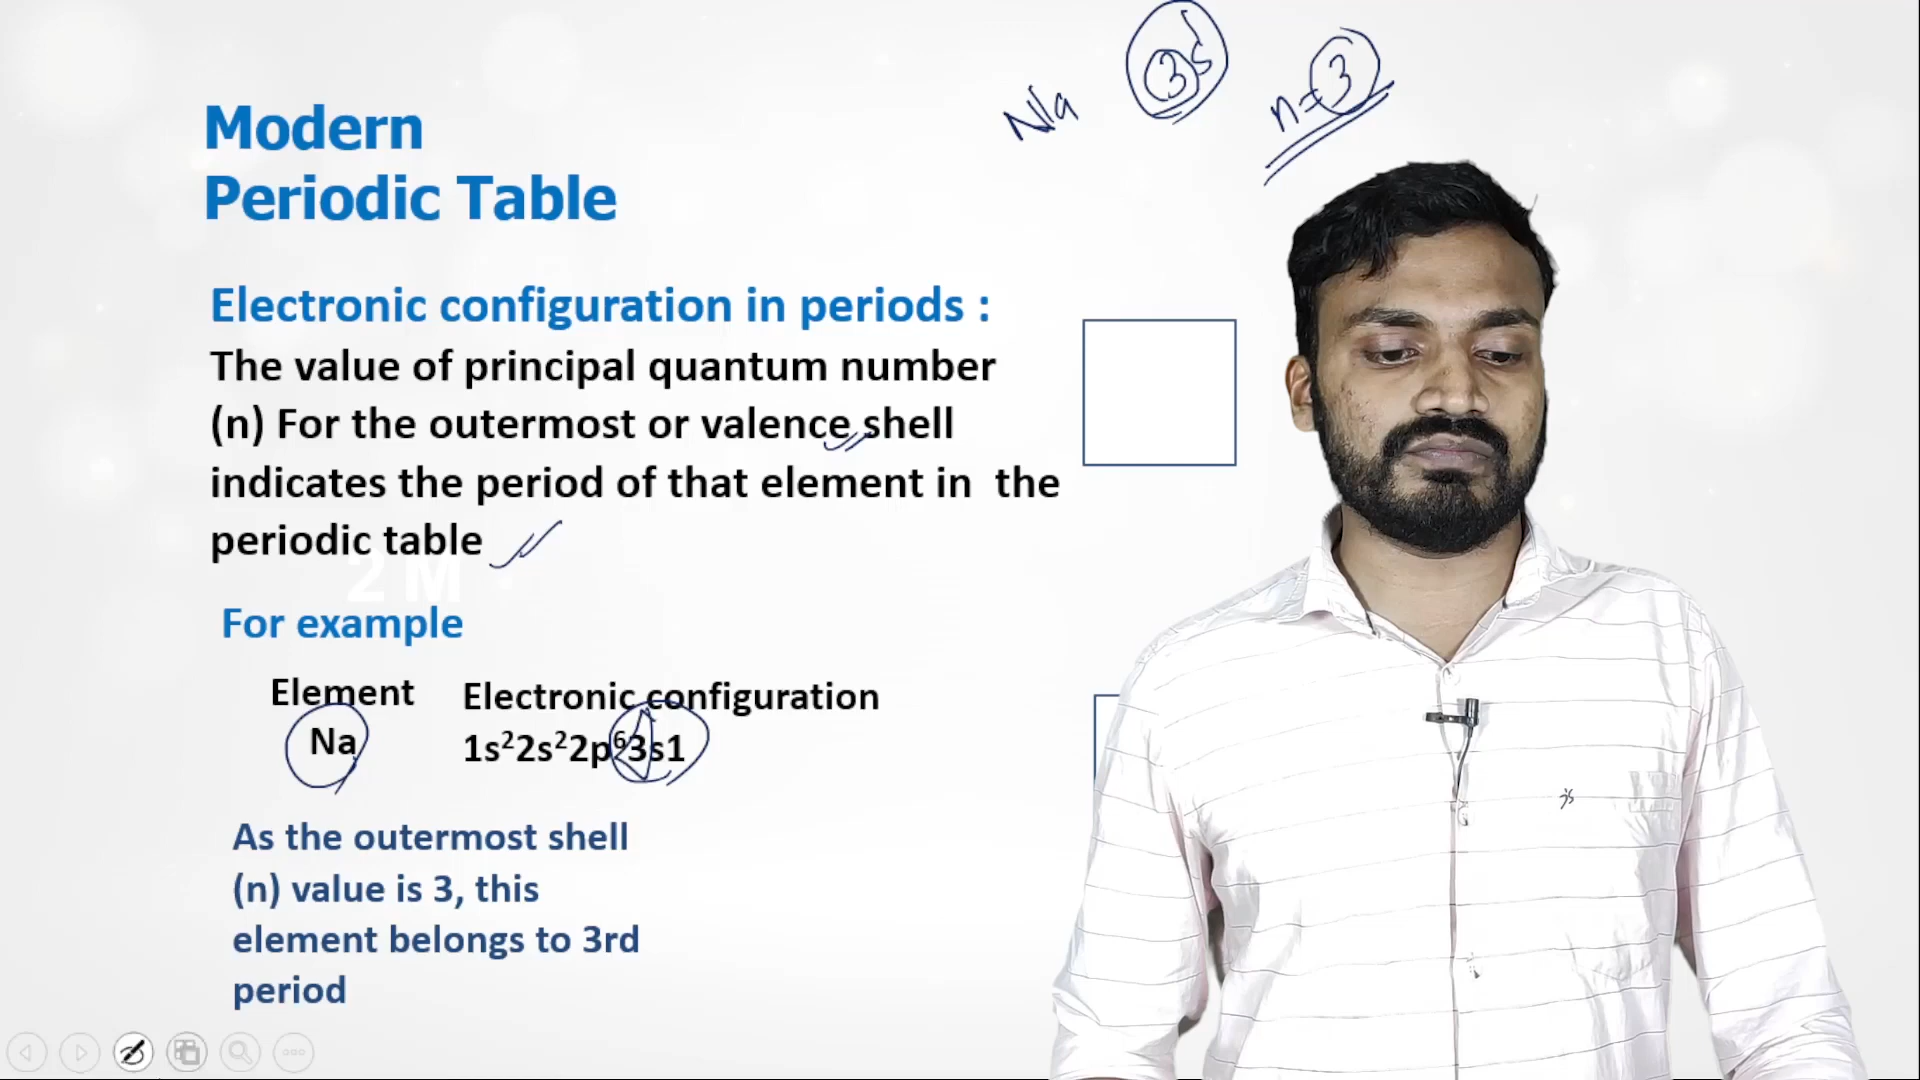 Na 3s¹ n=3
Modern
Periodic Table
Electronic configuration in periods :
The value of principal quantum number
(n) For the outermost or valence shell
indicates the period of that element in the
periodic table
2 M
For example
Element Electronic configuration
Na 1s²2s²2p⁶3s1
As the outermost shell
(n) value is 3, this
element belongs to 3rd
period